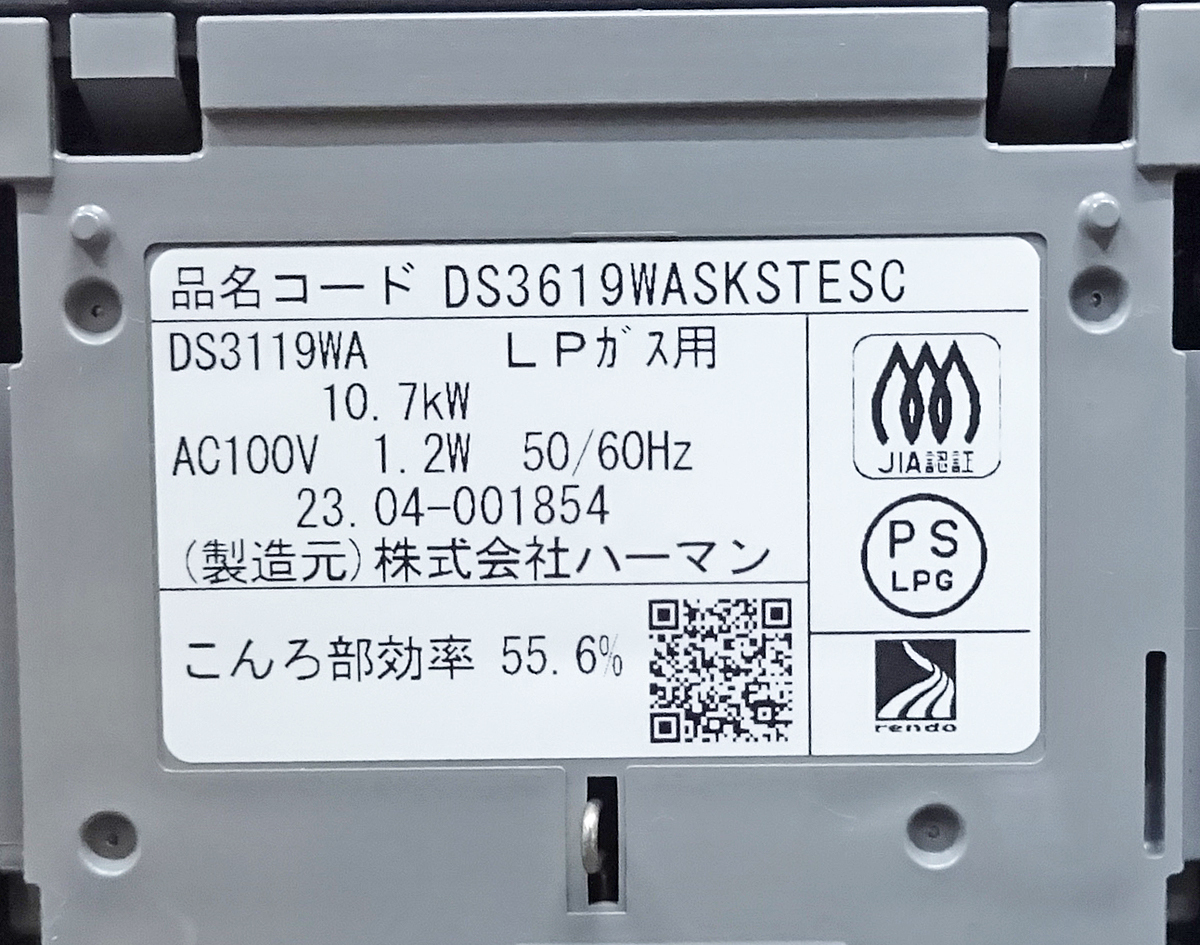 品名コード DS3619WASKSTESC
DS3119WA LPガス用
10.7kW
AC100V 1.2W 50/60Hz
23.04-001854
(製造元)株式会社ハーマン
こんろ部効率 55.6%
JIA認証
PS
LPG
rendo